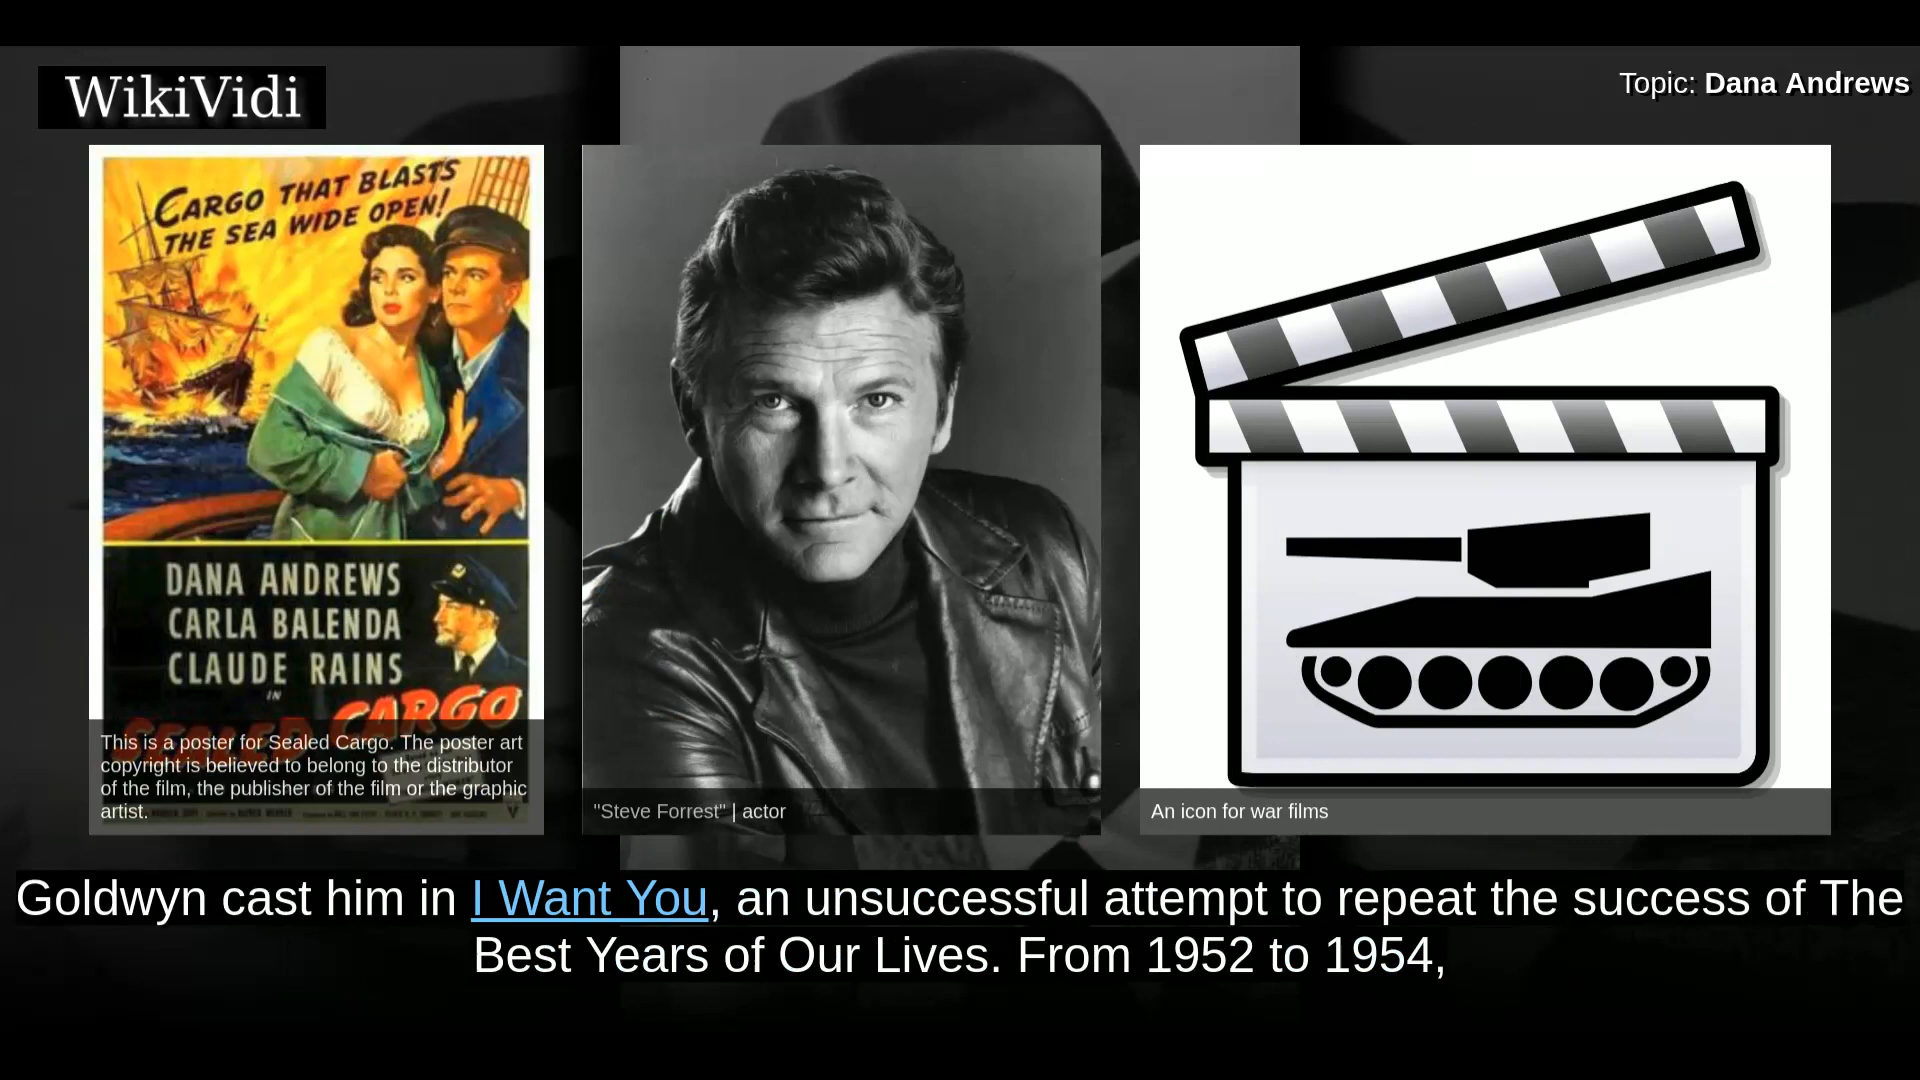 WikiVidi
Topic: Dana Andrews
CARGO THAT BLASTS
THE SEA WIDE OPEN!
DANA ANDREWS
CARLA BALENDA
CLAUDE RAINS
IN
SEALED CARGO
This is a poster for Sealed Cargo. The poster art
copyright is believed to belong to the distributor
of the film, the publisher of the film or the graphic
artist.
"Steve Forrest" | actor
An icon for war films
Goldwyn cast him in I Want You, an unsuccessful attempt to repeat the success of The
Best Years of Our Lives. From 1952 to 1954,